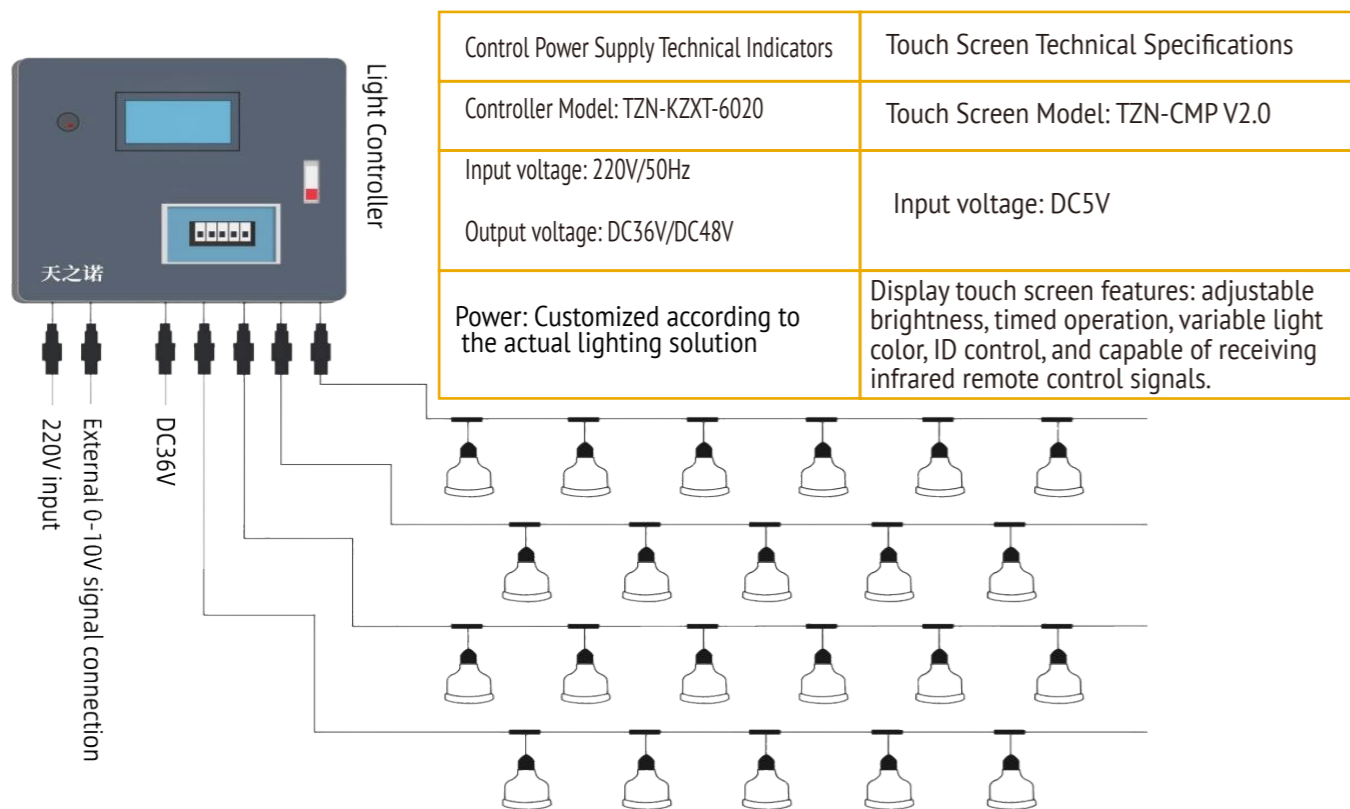 Control Power Supply Technical Indicators
Touch Screen Technical Specifications
Controller Model: TZN-KZXT-6020
Touch Screen Model: TZN-CMP V2.0
Input voltage: 220V/50Hz
Output voltage: DC36V/DC48V
Input voltage: DC5V
Power: Customized according to
the actual lighting solution
Display touch screen features: adjustable
brightness, timed operation, variable light
color, ID control, and capable of receiving
infrared remote control signals.
Light Controller
天之诺
220V input
External 0-10V signal connection
DC36V